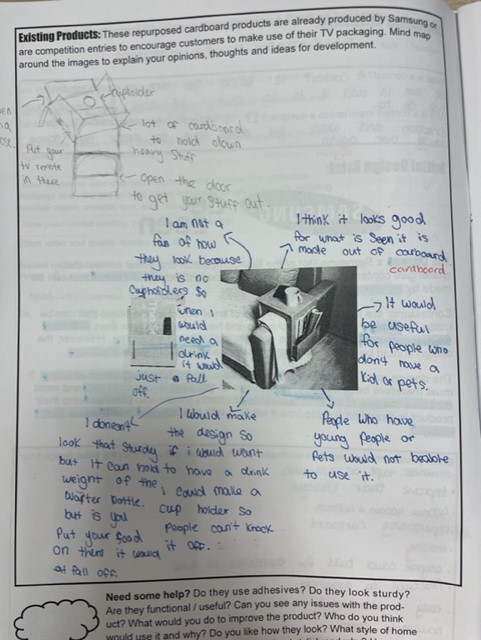 Existing Products: These repurposed cardboard products are already produced by Samsung or
are competition entries to encourage customers to make use of their TV packaging. Mind map
around the images to explain your opinions, thoughts and ideas for development.
cupholder
lot of cardboard
to hold down
heavy stuff
Put your
tv remote
in there
open the door
to get your stuff out.
I am not a
fan of how
they look because
they is no
Cupholders so
when I
would
need a
drink
it would
just a fall
off.
I think it looks good
for what is seen it is
made out of carboard.
cardboard
It would
be useful
for people who
don't have a
kid or pets.
I doesn't
look that sturdy
but it can hold
weight of the
Warter bottle.
but is you
Put your food
on there it would
at fall off.
I would make
the design so
if i would want
to have a drink
i could make a
cup holder so
people can't knock
it off.
People who have
young people or
Pets would not beable
to use it.
Need some help? Do they use adhesives? Do they look sturdy?
Are they functional / useful? Can you see any issues with the prod-
uct? What would you do to improve the product? Who do you think
would use it and why? Do you like how they look? What style of home